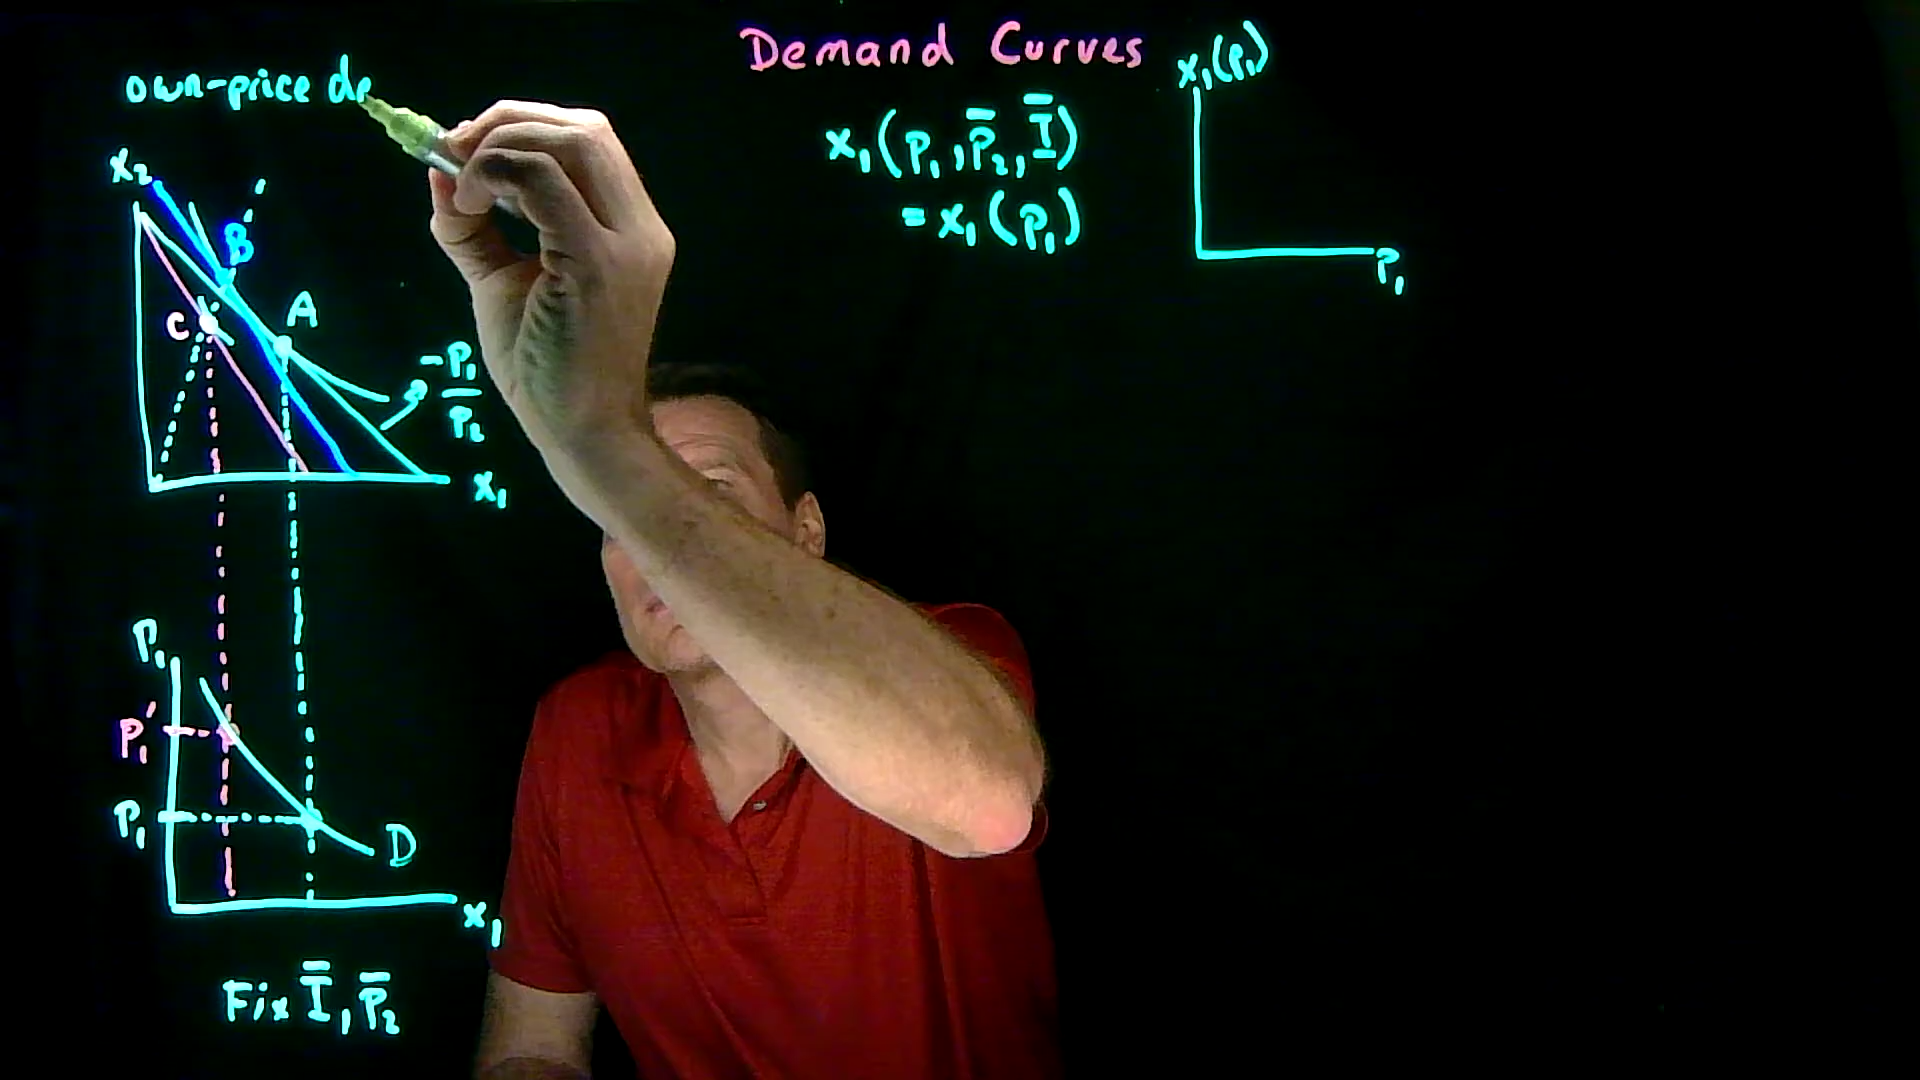 Demand Curves
own-price de
x₁(p₁, p̄₂, Ī)
= x₁(p₁)
x₁(p₁)
p₁
x₂
B
A
C
-p₁/p₂
x₁
P₁
p₁'
p₁
D
x₁
Fix Ī, p̄₂